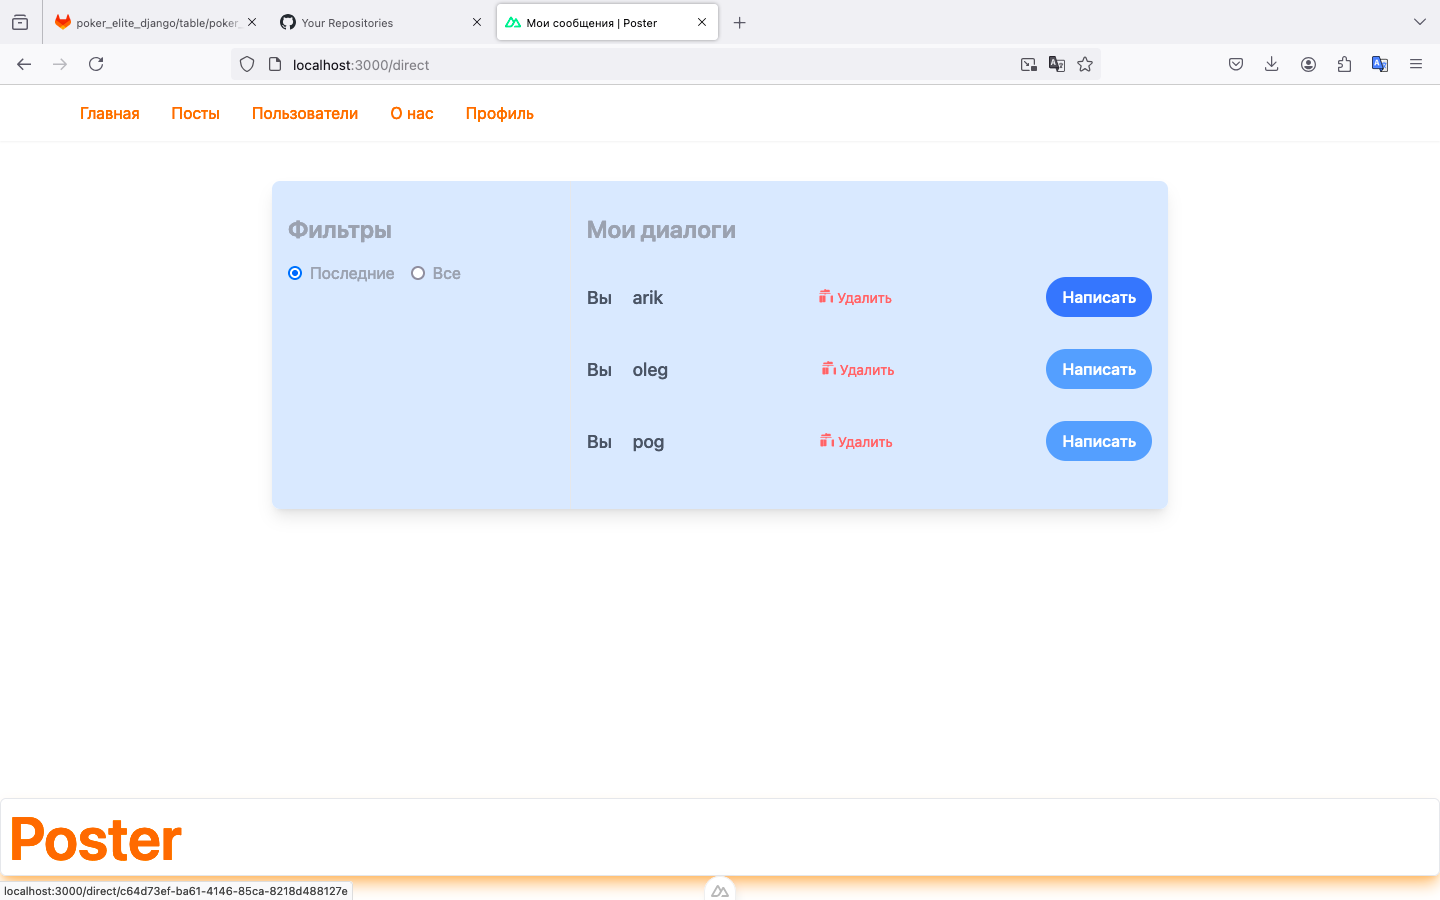 poker_elite_django/table/poker_
Your Repositories
Мои сообщения | Poster
localhost:3000/direct
Главная Посты Пользователи О нас Профиль
Фильтры
Последние Все
Мои диалоги
Вы arik Удалить Написать
Вы oleg Удалить Написать
Вы pog Удалить Написать
Poster
localhost:3000/direct/c64d73ef-ba61-4146-85ca-8218d488127e